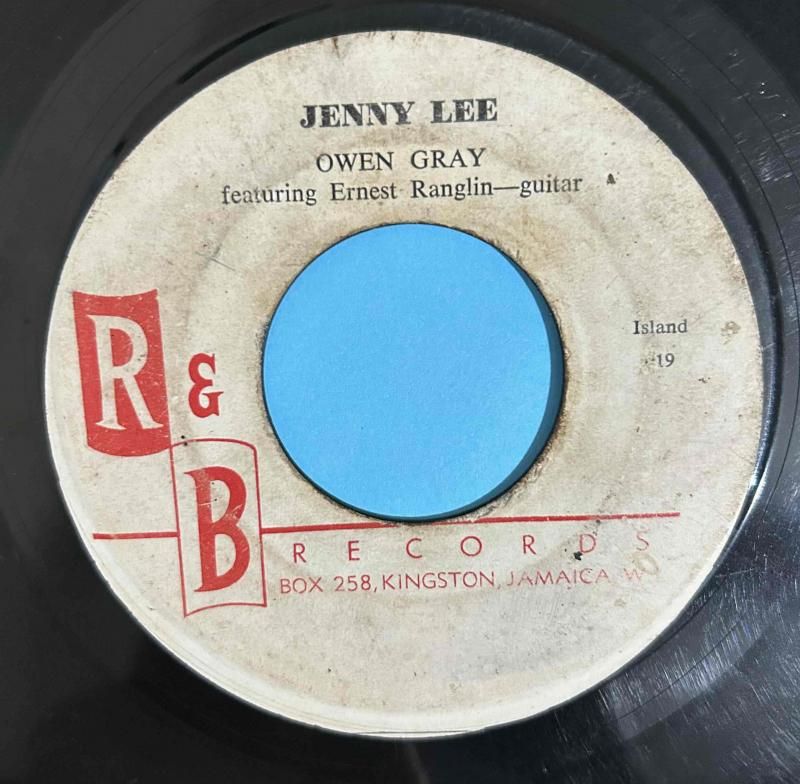 JENNY LEE
OWEN GRAY
featuring Ernest Ranglin—guitar
Island
19
R &
B
RECORDS
BOX 258, KINGSTON, JAMAICA W